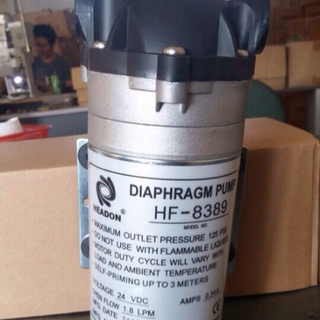 DIAPHRAGM PUMP
HEADON®
HF-8389
MODEL NO.
• MAXIMUM OUTLET PRESSURE 125 PSI
• DO NOT USE WITH FLAMMABLE LIQUIDS
• MOTOR DUTY CYCLE WILL VARY WITH
LOAD AND AMBIENT TEMPERATURE
• SELF-PRIMING UP TO 3 METERS
VOLTAGE 24 VDC AMPS
OPEN FLOW 1.8 LPM